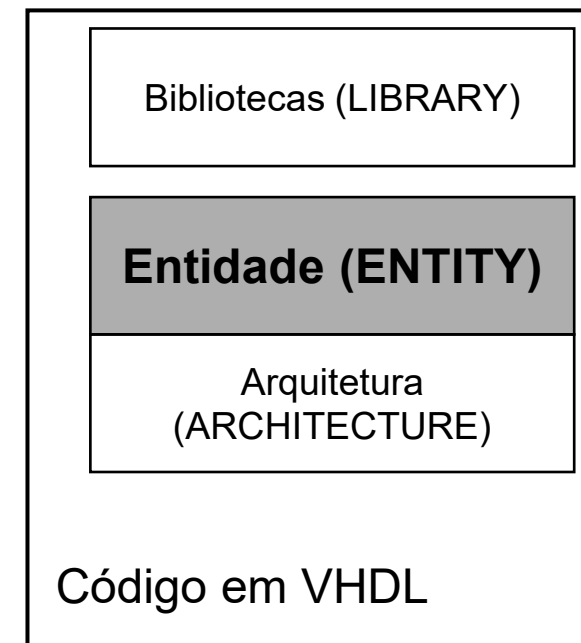 Bibliotecas (LIBRARY)
Entidade (ENTITY)
Arquitetura
(ARCHITECTURE)
Código em VHDL